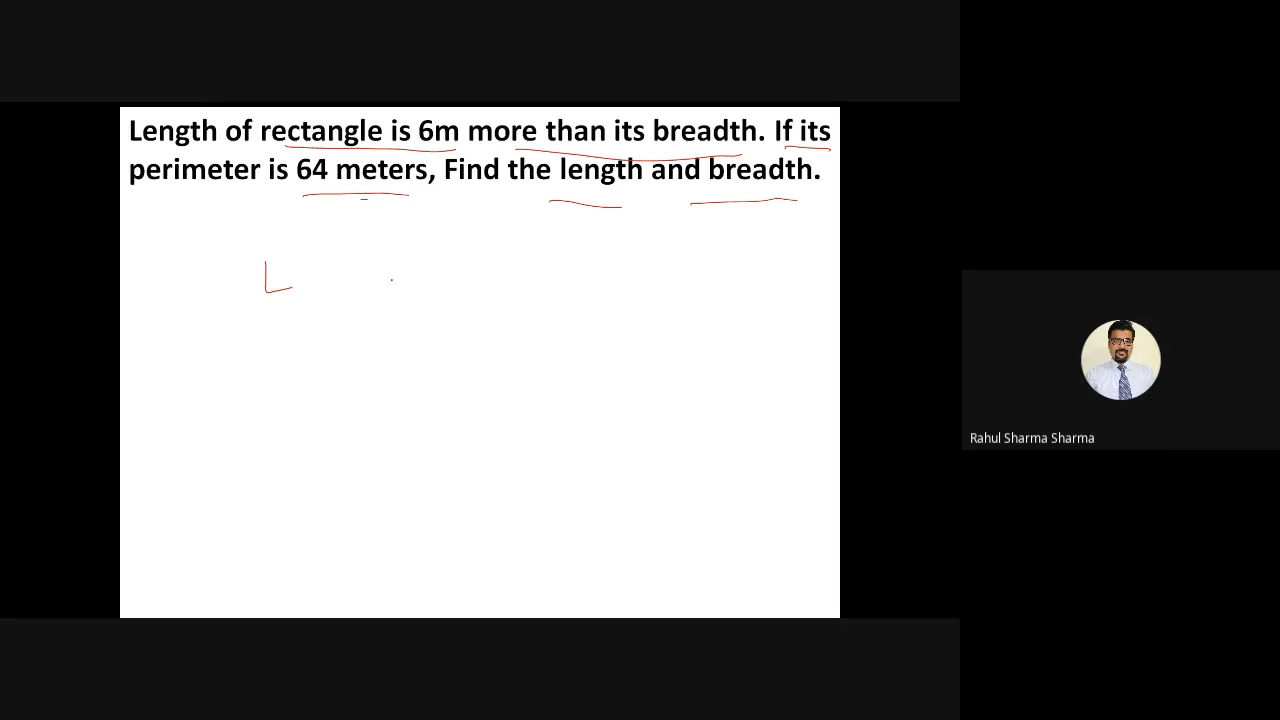 Length of rectangle is 6m more than its breadth. If its
perimeter is 64 meters, Find the length and breadth.
L
Rahul Sharma Sharma